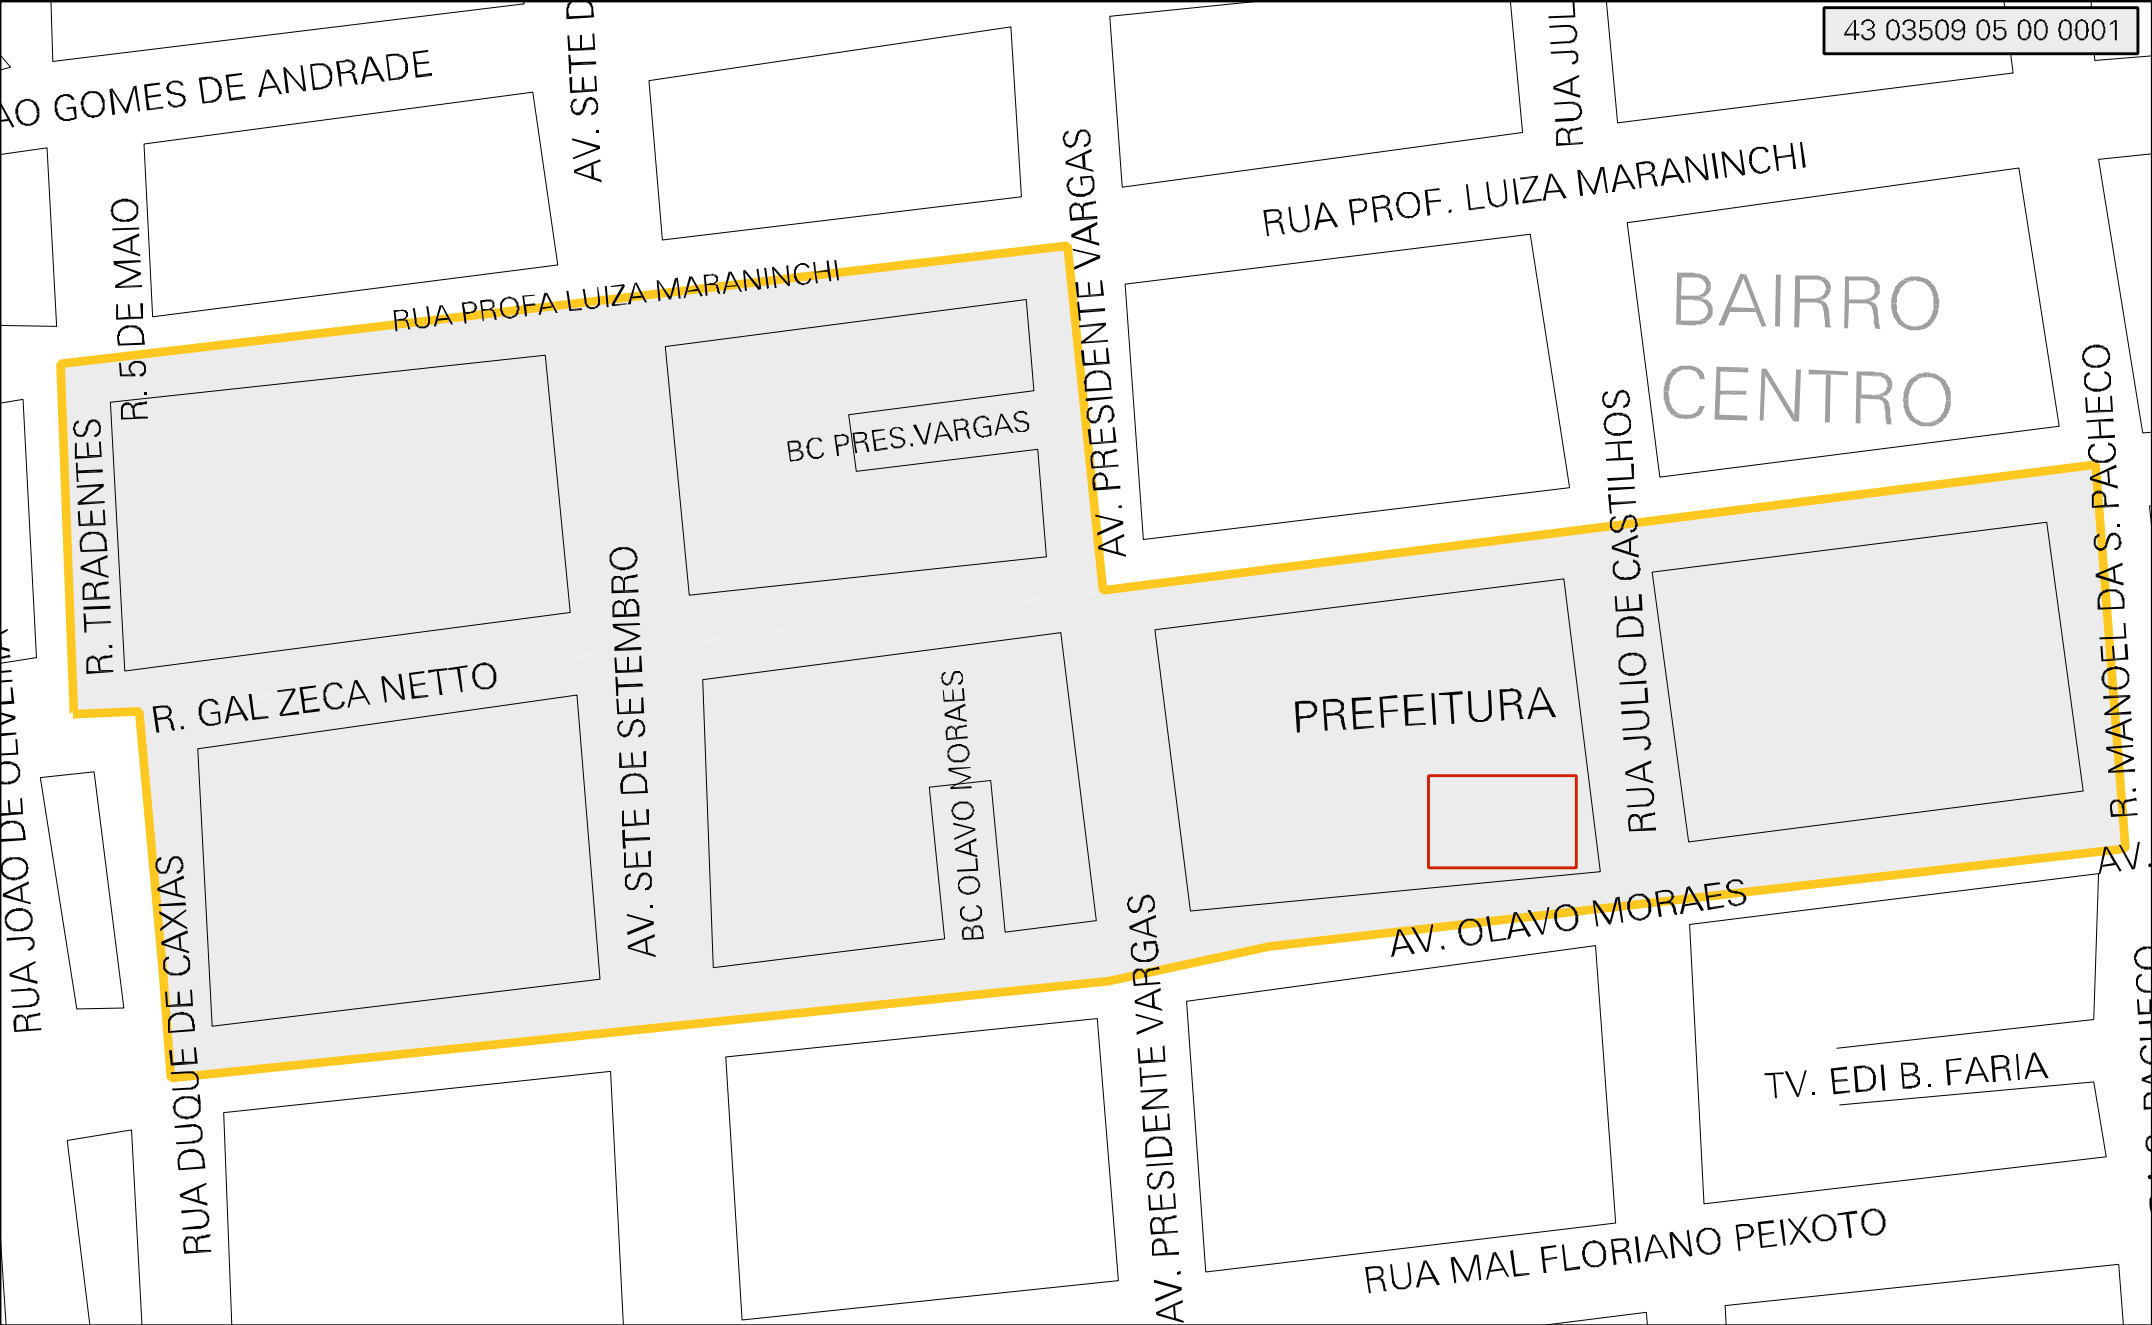 43 03509 05 00 0001
AO GOMES DE ANDRADE
AV. SETE D
RUA JUL
RUA PROF. LUIZA MARANINCHI
AV. PRESIDENTE VARGAS
R. 5 DE MAIO
RUA PROFA LUIZA MARANINCHI
BAIRRO
CENTRO
R. TIRADENTES
BC PRES.VARGAS
RUA JULIO DE CASTILHOS
R. MANOEL DA S. PACHECO
AV. SETE DE SETEMBRO
R. GAL ZECA NETTO
BC OLAVO MORAES
PREFEITURA
RUA JOAO DE OLIVEIRA
RUA DUQUE DE CAXIAS
AV. PRESIDENTE VARGAS
AV. OLAVO MORAES
AV.
TV. EDI B. FARIA
PACHECO
RUA MAL FLORIANO PEIXOTO